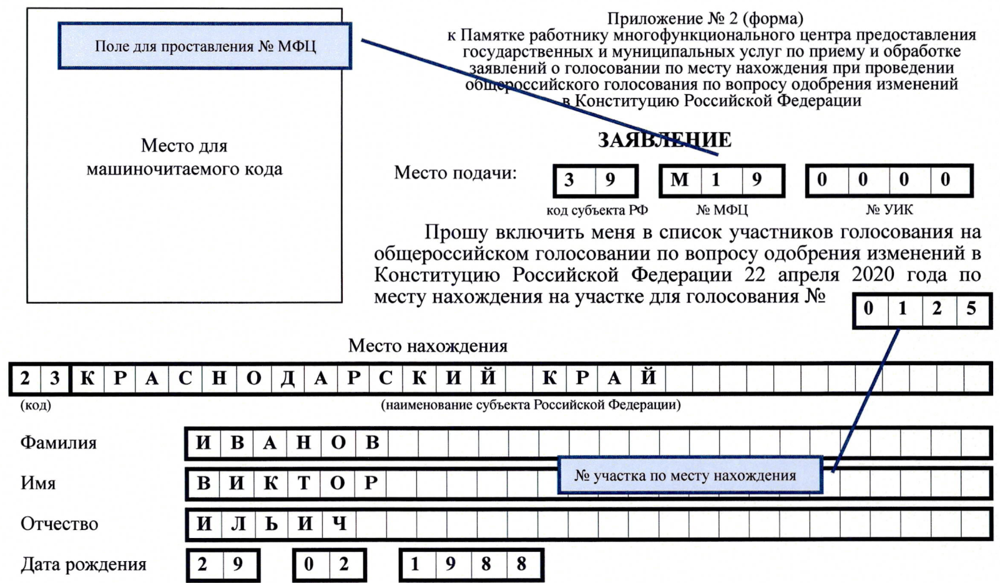 Приложение № 2 (форма)
к Памятке работнику многофункционального центра предоставления
государственных и муниципальных услуг по приему и обработке
заявлений о голосовании по месту нахождения при проведении
общероссийского голосования по вопросу одобрения изменений
в Конституцию Российской Федерации
Поле для проставления № МФЦ
Место для
машиночитаемого кода
ЗАЯВЛЕНИЕ
Место подачи: 3 9 М 1 9 0 0 0 0
код субъекта РФ № МФЦ № УИК
Прошу включить меня в список участников голосования на
общероссийском голосовании по вопросу одобрения изменений в
Конституцию Российской Федерации 22 апреля 2020 года по
месту нахождения на участке для голосования № 0 1 2 5
Место нахождения
2 3 К Р А С Н О Д А Р С К И Й К Р А Й
(код) (наименование субъекта Российской Федерации)
Фамилия И В А Н О В
№ участка по месту нахождения
Имя В И К Т О Р
Отчество И Л Ь И Ч
Дата рождения 2 9 0 2 1 9 8 8